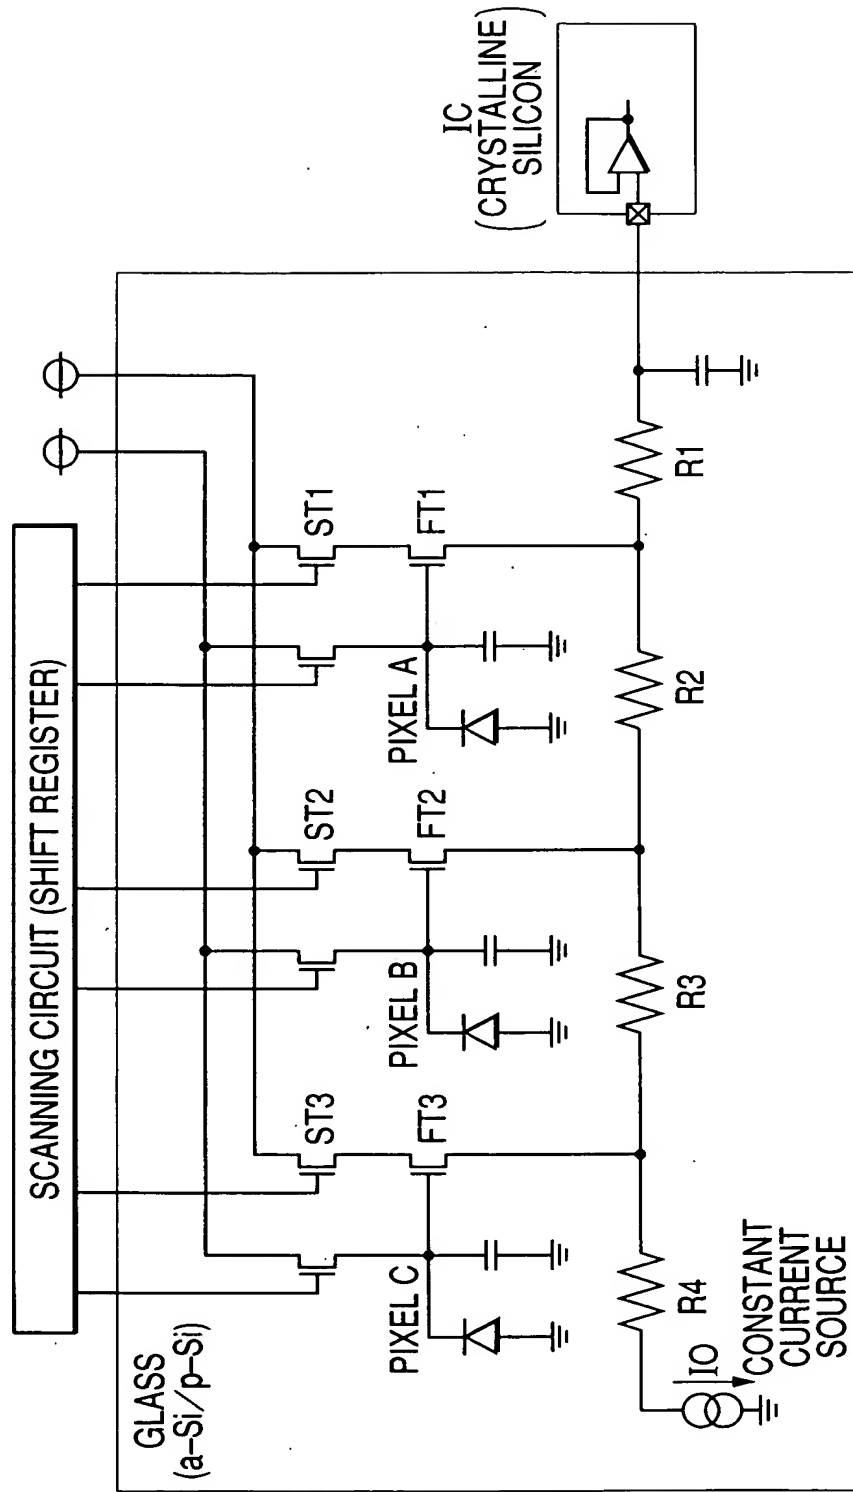 SCANNING CIRCUIT (SHIFT REGISTER)
GLASS
(a-Si/p-Si)
IC
(CRYSTALLINE
SILICON)
ST3
ST2
ST1
PIXEL C
FT3
PIXEL B
FT2
PIXEL A
FT1
R4
R3
R2
R1
IO
CONSTANT
CURRENT
SOURCE